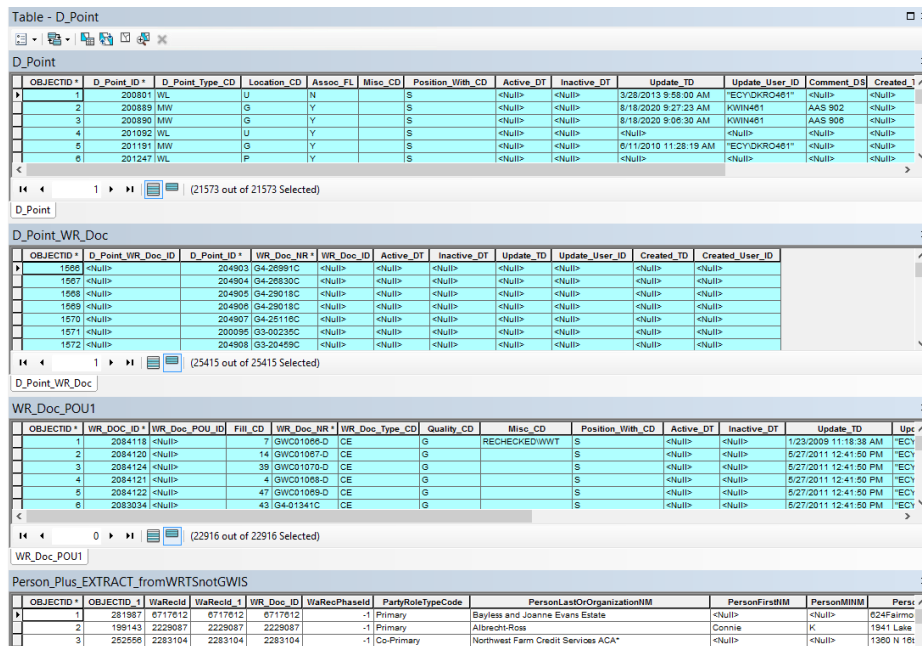 Table - D_Point
D_Point
OBJECTID * D_Point_ID * D_Point_Type_CD Location_CD Assoc_FL Misc_CD Position_With_CD Active_DT Inactive_DT Update_TD Update_User_ID Comment_DS Created_T
1 200801 WL U N S <Null> <Null> 3/28/2013 9:58:00 AM "ECY\DKRO461" <Null> <Null>
2 200889 MW G Y S <Null> <Null> 8/18/2020 9:27:23 AM KWIN461 AAS 902 <Null>
3 200890 MW G Y S <Null> <Null> 8/18/2020 9:06:30 AM KWIN461 AAS 906 <Null>
4 201092 WL U Y S <Null> <Null> <Null> <Null> <Null> <Null>
5 201191 MW G Y S <Null> <Null> 6/11/2010 11:28:19 AM "ECY\DKRO461" <Null> <Null>
6 201247 WL P Y S <Null> <Null> <Null> <Null> <Null> <Null>
1 (21573 out of 21573 Selected)
D_Point
D_Point_WR_Doc
OBJECTID * D_Point_WR_Doc_ID D_Point_ID * WR_Doc_NR * WR_Doc_ID Active_DT Inactive_DT Update_TD Update_User_ID Created_TD Created_User_ID
1566 <Null> 204903 G4-26991C <Null> <Null> <Null> <Null> <Null> <Null> <Null>
1567 <Null> 204904 G4-26830C <Null> <Null> <Null> <Null> <Null> <Null> <Null>
1568 <Null> 204905 G4-29018C <Null> <Null> <Null> <Null> <Null> <Null> <Null>
1569 <Null> 204906 G4-29018C <Null> <Null> <Null> <Null> <Null> <Null> <Null>
1570 <Null> 204907 G4-25116C <Null> <Null> <Null> <Null> <Null> <Null> <Null>
1571 <Null> 200095 G3-00235C <Null> <Null> <Null> <Null> <Null> <Null> <Null>
1572 <Null> 204908 G3-20459C <Null> <Null> <Null> <Null> <Null> <Null> <Null>
1 (25415 out of 25415 Selected)
D_Point_WR_Doc
WR_Doc_POU1
OBJECTID * WR_DOC_ID * WR_Doc_POU_ID Fill_CD WR_Doc_NR * WR_Doc_Type_CD Quality_CD Misc_CD Position_With_CD Active_DT Inactive_DT Update_TD Upd
1 2084118 <Null> 7 GWC01066-D CE G RECHECKED\WWT S <Null> <Null> 1/23/2009 11:18:38 AM "ECY
2 2084120 <Null> 14 GWC01067-D CE G S <Null> <Null> 5/27/2011 12:41:50 PM "ECY
3 2084124 <Null> 39 GWC01070-D CE G S <Null> <Null> 5/27/2011 12:41:50 PM "ECY
4 2084121 <Null> 4 GWC01068-D CE G S <Null> <Null> 5/27/2011 12:41:50 PM "ECY
5 2084122 <Null> 47 GWC01069-D CE G S <Null> <Null> 5/27/2011 12:41:50 PM "ECY
6 2083034 <Null> 43 G4-01341C CE G S <Null> <Null> 5/27/2011 12:41:50 PM "ECY
0 (22916 out of 22916 Selected)
WR_Doc_POU1
Person_Plus_EXTRACT_fromWRTSnotGWIS
OBJECTID * OBJECTID_1 WaRecId WaRecId_1 WR_Doc_ID WaRecPhaseId PartyRoleTypeCode PersonLastOrOrganizationNM PersonFirstNM PersonMINM Pers
1 281987 6717612 6717612 6717612 -1 Primary Bayless and Joanne Evans Estate <Null> <Null> 624Fairmo
2 199143 2229087 2229087 2229087 -1 Primary Albrecht-Ross Connie K 1941 Lake
3 252556 2283104 2283104 2283104 -1 Co-Primary Northwest Farm Credit Services ACA* <Null> <Null> 1360 N 16t